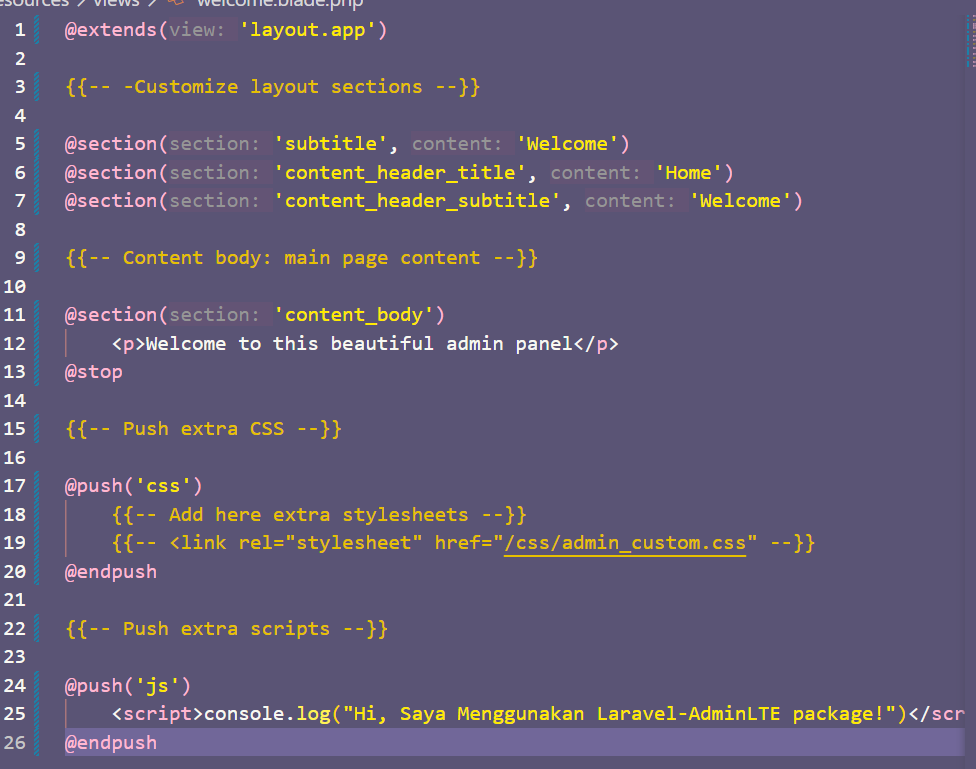 esources > views > welcome.blade.php
1 @extends(view: 'layout.app')
2
3 {{-- -Customize layout sections --}}
4
5 @section(section: 'subtitle', content: 'Welcome')
6 @section(section: 'content_header_title', content: 'Home')
7 @section(section: 'content_header_subtitle', content: 'Welcome')
8
9 {{-- Content body: main page content --}}
10
11 @section(section: 'content_body')
12 <p>Welcome to this beautiful admin panel</p>
13 @stop
14
15 {{-- Push extra CSS --}}
16
17 @push('css')
18 {{-- Add here extra stylesheets --}}
19 {{-- <link rel="stylesheet" href="/css/admin_custom.css" --}}
20 @endpush
21
22 {{-- Push extra scripts --}}
23
24 @push('js')
25 <script>console.log("Hi, Saya Menggunakan Laravel-AdminLTE package!")</scr
26 @endpush